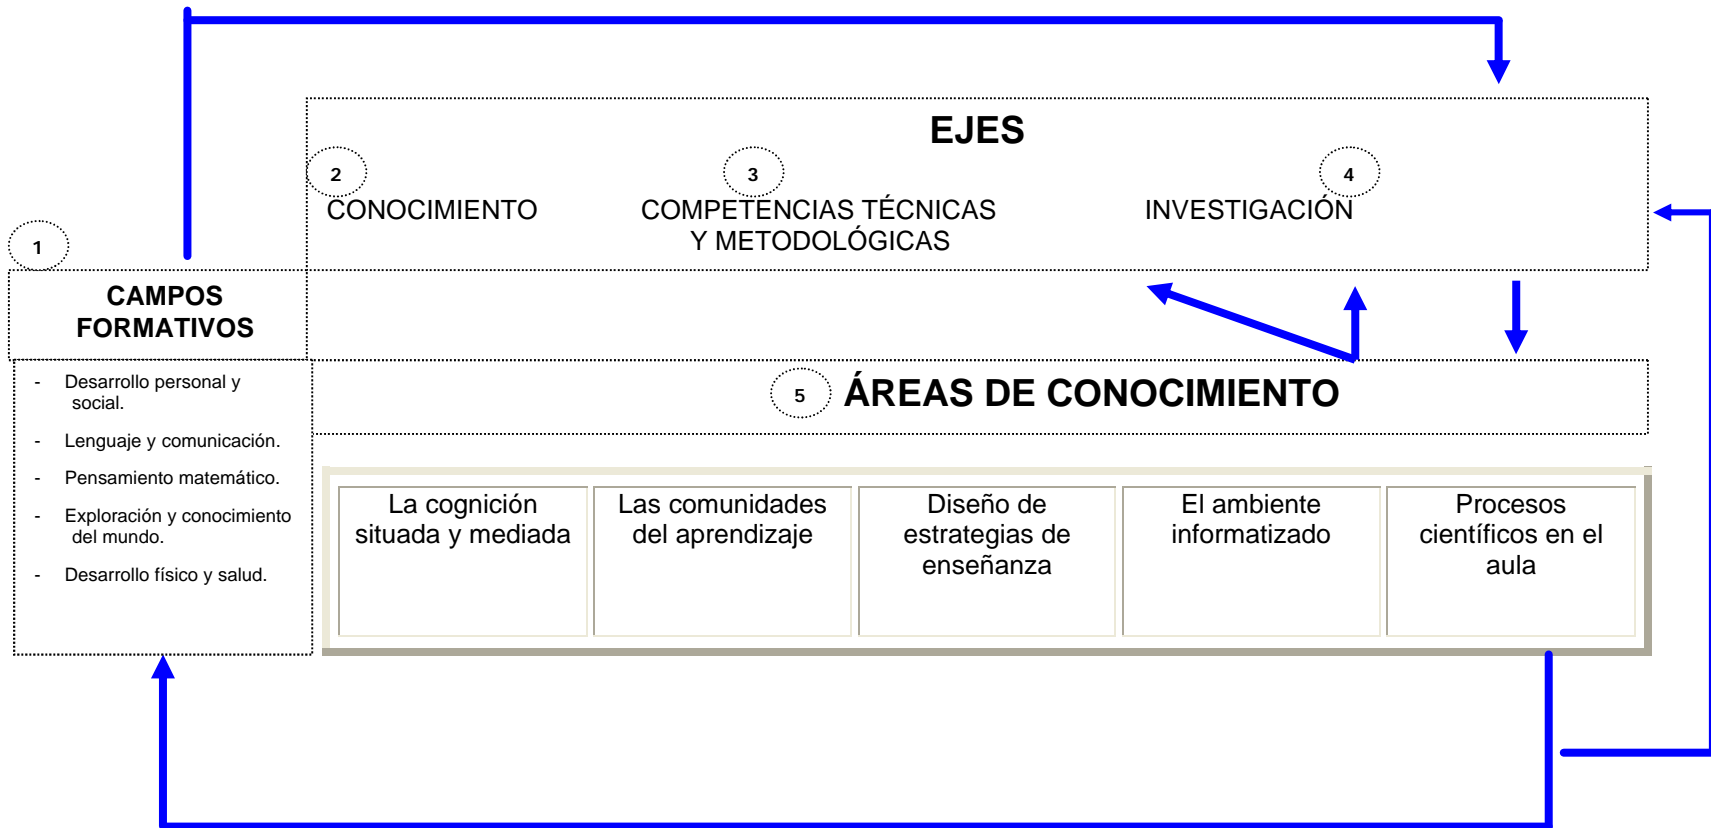 EJES
2
3
4
CONOCIMIENTO
COMPETENCIAS TÉCNICAS
Y METODOLÓGICAS
INVESTIGACIÓN
1
CAMPOS
FORMATIVOS
- Desarrollo personal y
social.
- Lenguaje y comunicación.
- Pensamiento matemático.
- Exploración y conocimiento
del mundo.
- Desarrollo físico y salud.
5 ÁREAS DE CONOCIMIENTO
La cognición
situada y mediada
Las comunidades
del aprendizaje
Diseño de
estrategias de
enseñanza
El ambiente
informatizado
Procesos
científicos en el
aula